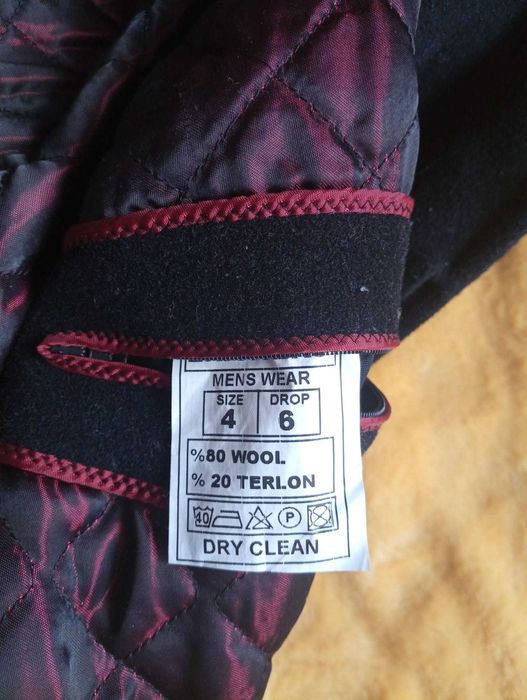 MENS WEAR
SIZE DROP
4 6
%80 WOOL
% 20 TERLON
40 P
DRY CLEAN